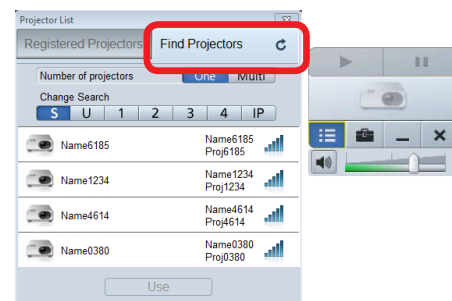 Projector List
Registered Projectors Find Projectors
Number of projectors One Multi
Change Search
S U 1 2 3 4 IP
Name6185 Name6185
Proj6185
Name1234 Name1234
Proj1234
Name4614 Name4614
Proj4614
Name0380 Name0380
Proj0380
Use